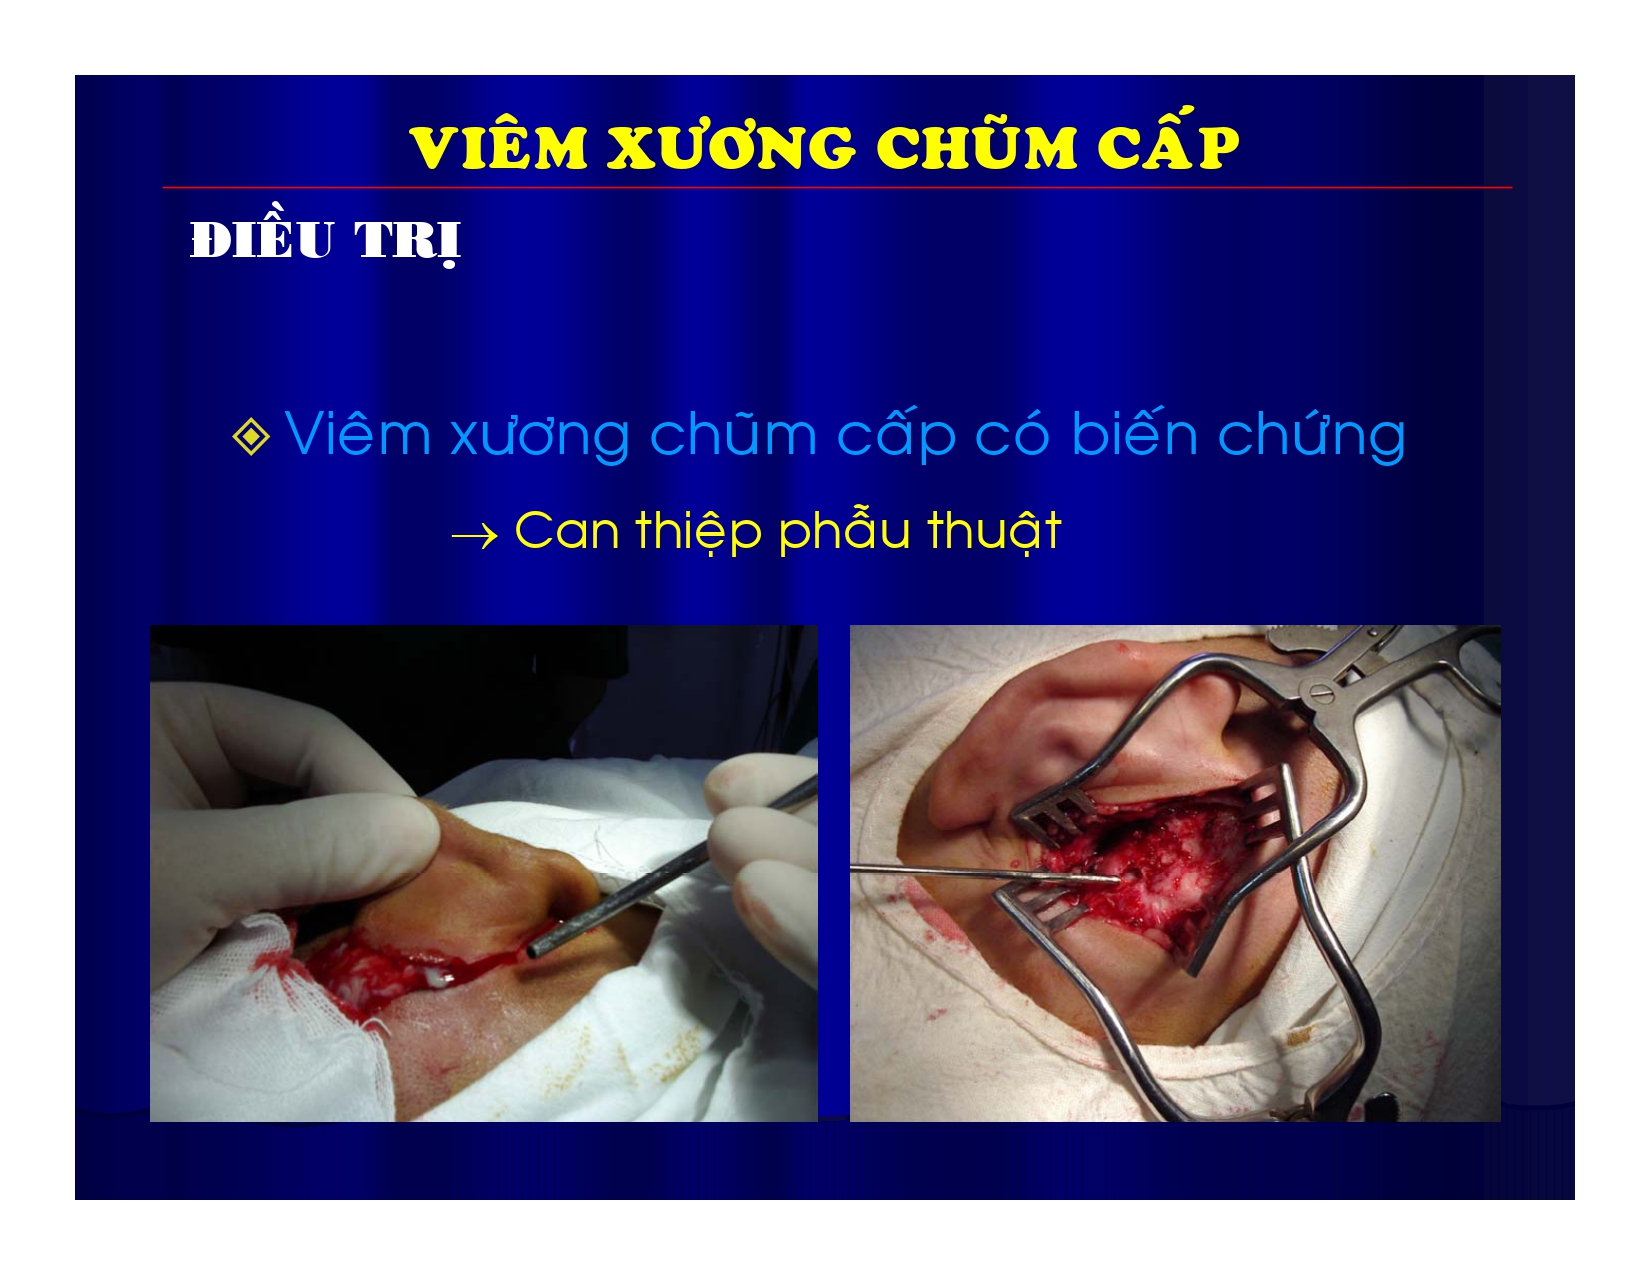 VIÊM XƯƠNG CHŨM CẤP
ĐIỀU TRỊ
Viêm xương chũm cấp có biến chứng
→ Can thiệp phẫu thuật